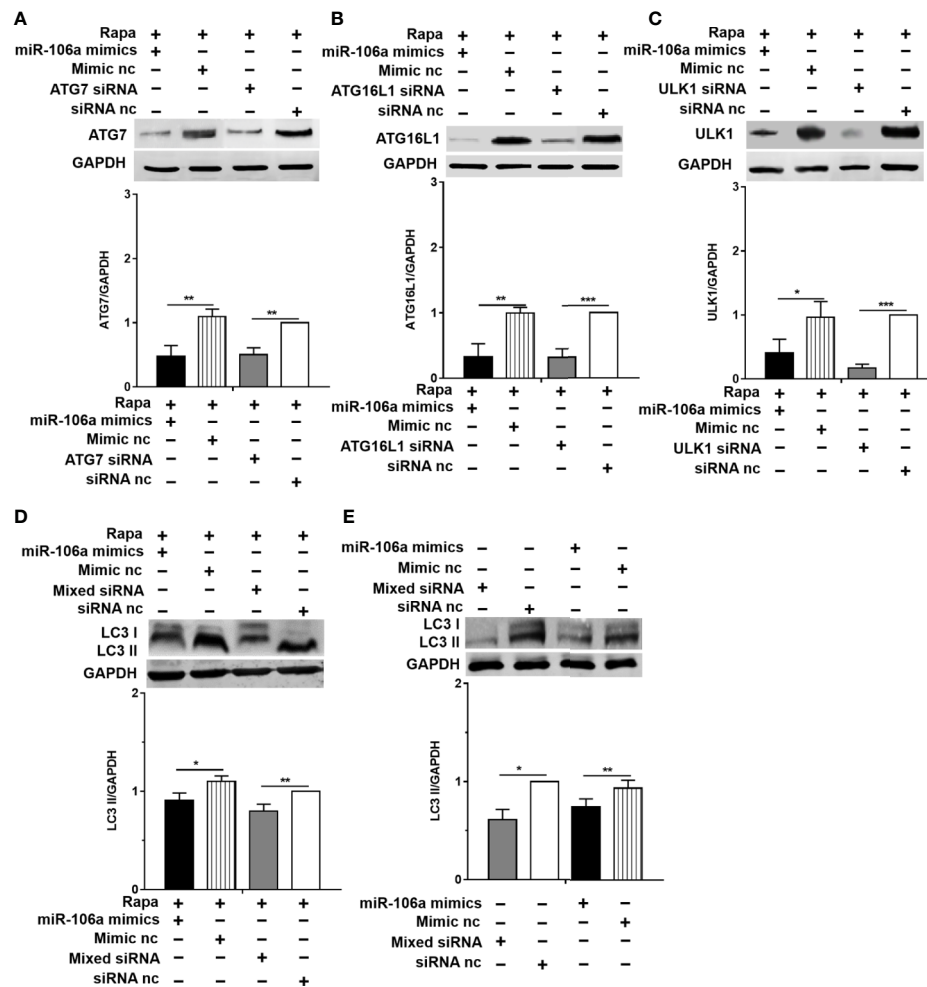 A
Rapa + + + +
miR-106a mimics + – – –
Mimic nc – + – –
ATG7 siRNA – – + –
siRNA nc – – – +
ATG7
GAPDH
3
2
1
0
ATG7/GAPDH
** **
Rapa + + + +
miR-106a mimics + – – –
Mimic nc – + – –
ATG7 siRNA – – + –
siRNA nc – – – +
B
Rapa + + + +
miR-106a mimics + – – –
Mimic nc – + – –
ATG16L1 siRNA – – + –
siRNA nc – – – +
ATG16L1
GAPDH
3
2
1
0
ATG16L1/GAPDH
** ***
Rapa + + + +
miR-106a mimics + – – –
Mimic nc – + – –
ATG16L1 siRNA – – + –
siRNA nc – – – +
C
Rapa + + + +
miR-106a mimics + – – –
Mimic nc – + – –
ULK1 siRNA – – + –
siRNA nc – – – +
ULK1
GAPDH
3
2
1
0
ULK1/GAPDH
* ***
Rapa + + + +
miR-106a mimics + – – –
Mimic nc – + – –
ULK1 siRNA – – + –
siRNA nc – – – +
D
Rapa + + + +
miR-106a mimics + – – –
Mimic nc – + – –
Mixed siRNA – – + –
siRNA nc – – – +
LC3 I
LC3 II
GAPDH
2
1
0
LC3 II/GAPDH
* **
Rapa + + + +
miR-106a mimics + – – –
Mimic nc – + – –
Mixed siRNA – – + –
siRNA nc – – – +
E
miR-106a mimics – – + –
Mimic nc – – – +
Mixed siRNA + – – –
siRNA nc – + – –
LC3 I
LC3 II
GAPDH
2
1
0
LC3 II/GAPDH
* **
miR-106a mimics – – + –
Mimic nc – – – +
Mixed siRNA + – – –
siRNA nc – + – –